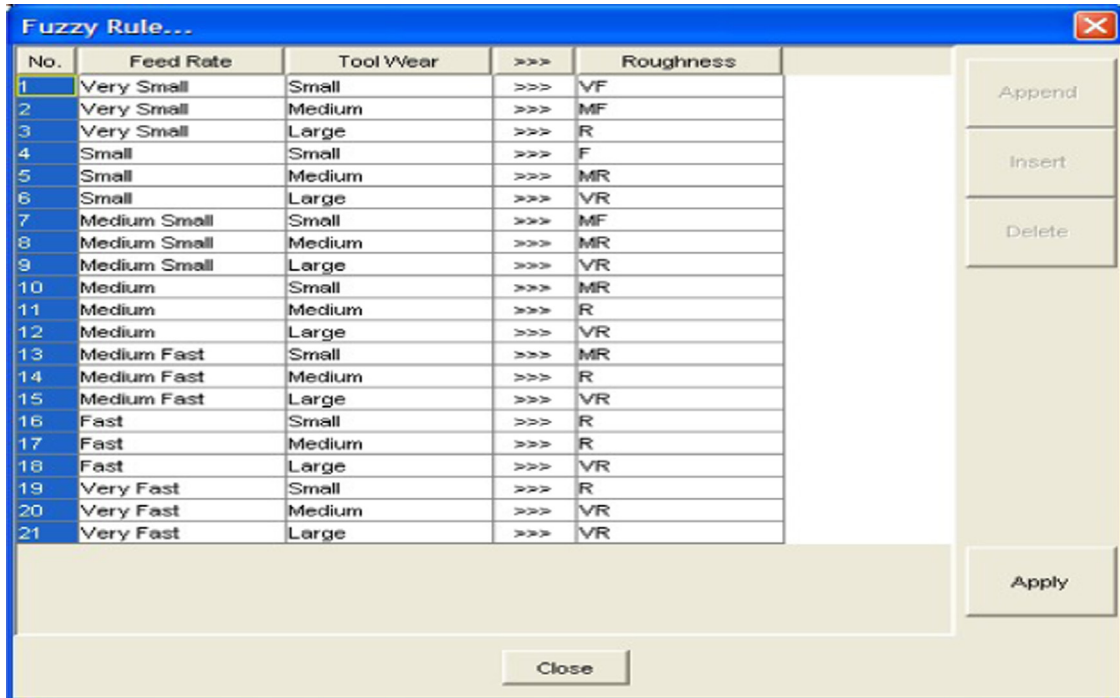 Fuzzy Rule...
No. Feed Rate Tool Wear >>> Roughness
1 Very Small Small >>> VF
2 Very Small Medium >>> MF
3 Very Small Large >>> R
4 Small Small >>> F
5 Small Medium >>> MR
6 Small Large >>> VR
7 Medium Small Small >>> MF
8 Medium Small Medium >>> MR
9 Medium Small Large >>> VR
10 Medium Small >>> MR
11 Medium Medium >>> R
12 Medium Large >>> VR
13 Medium Fast Small >>> MR
14 Medium Fast Medium >>> R
15 Medium Fast Large >>> VR
16 Fast Small >>> R
17 Fast Medium >>> R
18 Fast Large >>> VR
19 Very Fast Small >>> R
20 Very Fast Medium >>> VR
21 Very Fast Large >>> VR
Append
Insert
Delete
Apply
Close